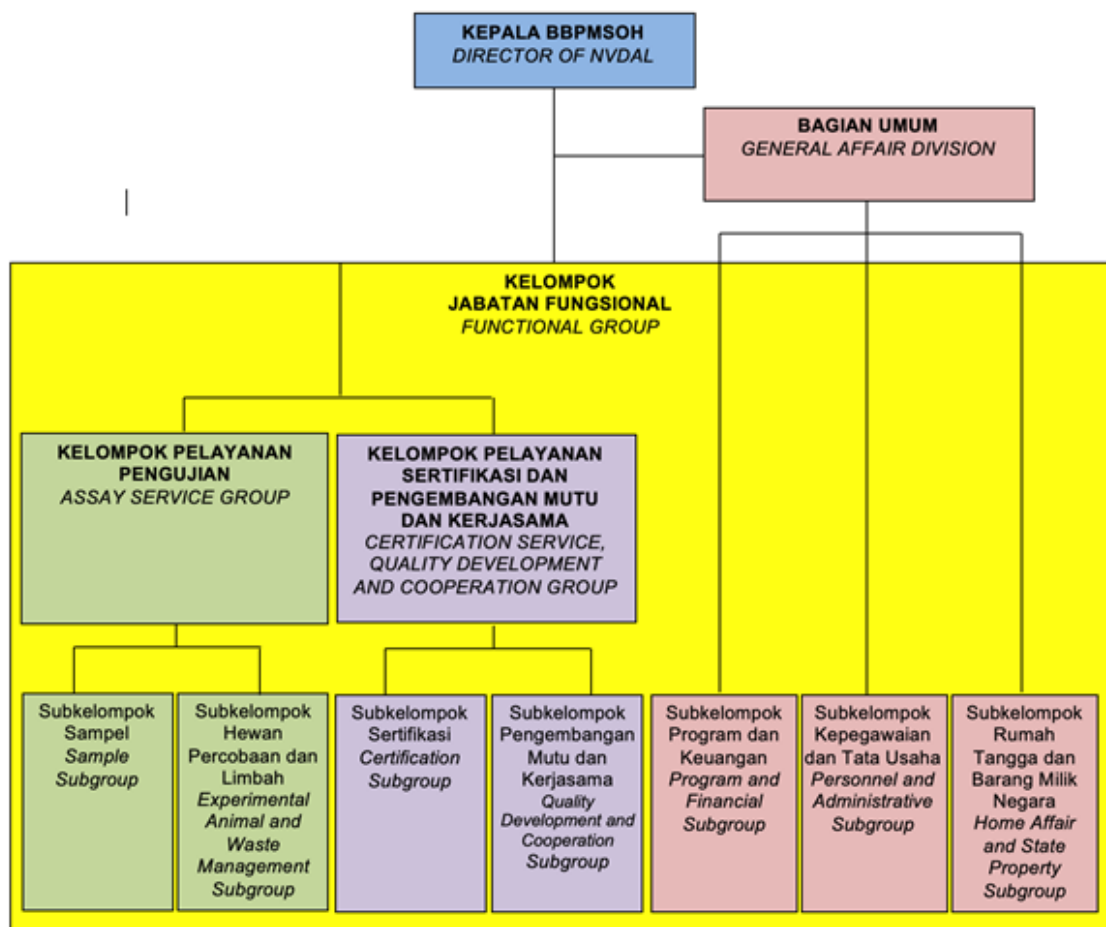 KEPALA BBPMSOH
DIRECTOR OF NVDAL
BAGIAN UMUM
GENERAL AFFAIR DIVISION
KELOMPOK
JABATAN FUNGSIONAL
FUNCTIONAL GROUP
KELOMPOK PELAYANAN
PENGUJIAN
ASSAY SERVICE GROUP
KELOMPOK PELAYANAN
SERTIFIKASI DAN
PENGEMBANGAN MUTU
DAN KERJASAMA
CERTIFICATION SERVICE,
QUALITY DEVELOPMENT
AND COOPERATION GROUP
Subkelompok
Sampel
Sample
Subgroup
Subkelompok
Hewan
Percobaan dan
Limbah
Experimental
Animal and
Waste
Management
Subgroup
Subkelompok
Sertifikasi
Certification
Subgroup
Subkelompok
Pengembangan
Mutu dan
Kerjasama
Quality
Development and
Cooperation
Subgroup
Subkelompok
Program dan
Keuangan
Program and
Financial
Subgroup
Subkelompok
Kepegawaian
dan Tata Usaha
Personnel and
Administrative
Subgroup
Subkelompok
Rumah
Tangga dan
Barang Milik
Negara
Home Affair
and State
Property
Subgroup